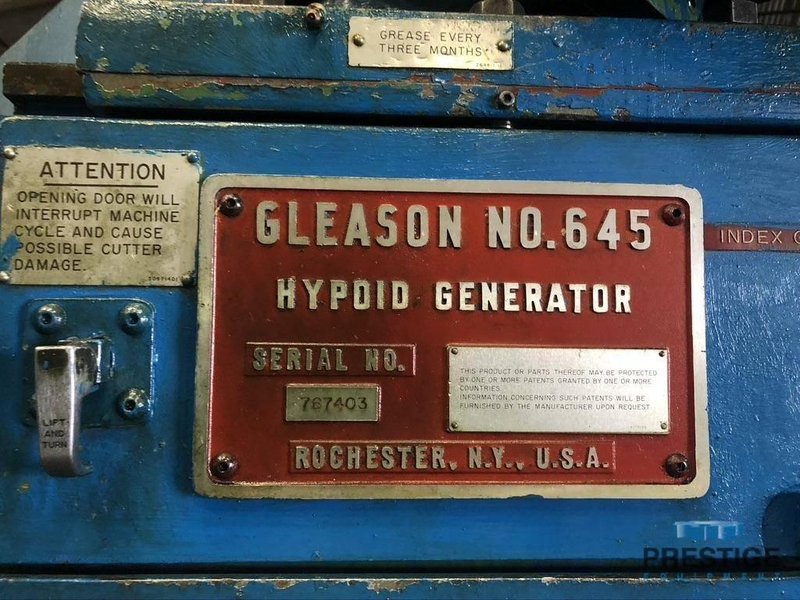 GREASE EVERY
THREE MONTHS
ATTENTION
OPENING DOOR WILL
INTERRUPT MACHINE
CYCLE AND CAUSE
POSSIBLE CUTTER
DAMAGE.
GLEASON NO. 645
INDEX
HYPOID GENERATOR
SERIAL NO.
767403
THIS PRODUCT OR PARTS THEREOF MAY BE PROTECTED
BY ONE OR MORE PATENTS GRANTED BY ONE OR MORE
COUNTRIES.
INFORMATION CONCERNING SUCH PATENTS WILL BE
FURNISHED BY THE MANUFACTURER UPON REQUEST
ROCHESTER, N.Y., U.S.A.
LIFT
AND
TURN
PRESTIGE